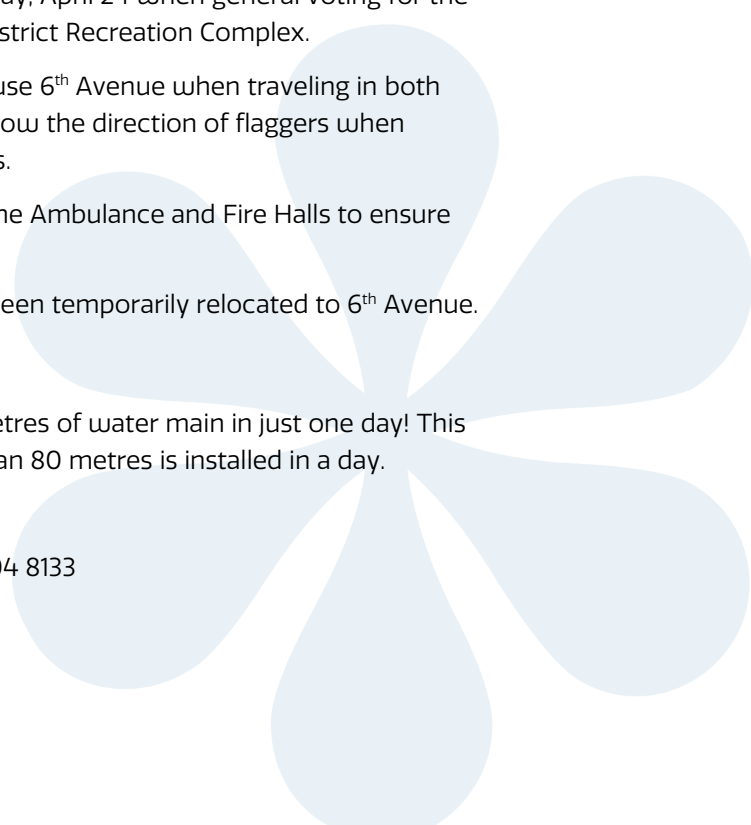 April 24 when general voting for the
strict Recreation Complex.
use 6th Avenue when traveling in both
ow the direction of flaggers when
s.
ne Ambulance and Fire Halls to ensure
een temporarily relocated to 6th Avenue.
etres of water main in just one day! This
an 80 metres is installed in a day.
04 8133